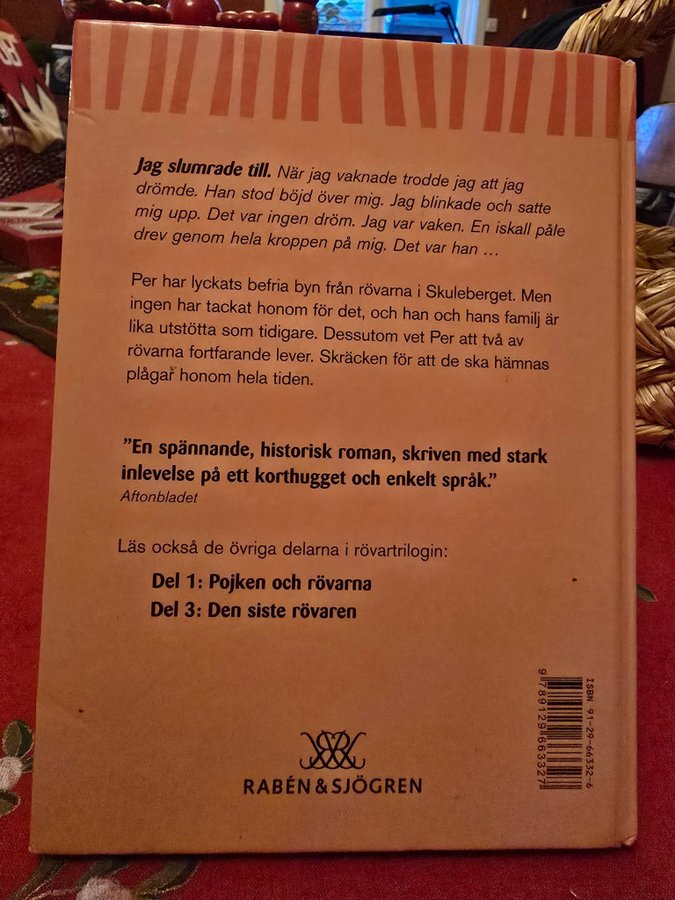 Jag slumrade till. När jag vaknade trodde jag att jag
drömde. Han stod böjd över mig. Jag blinkade och satte
mig upp. Det var ingen dröm. Jag var vaken. En iskall påle
drev genom hela kroppen på mig. Det var han ...
Per har lyckats befria byn från rövarna i Skuleberget. Men
ingen har tackat honom för det, och han och hans familj är
lika utstötta som tidigare. Dessutom vet Per att två av
rövarna fortfarande lever. Skräcken för att de ska hämnas
plågar honom hela tiden.
”En spännande, historisk roman, skriven med stark
inlevelse på ett korthugget och enkelt språk.”
Aftonbladet
Läs också de övriga delarna i rövartrilogin:
Del 1: Pojken och rövarna
Del 3: Den siste rövaren
ISBN 91-29-66332-6
9 789129 663327
RABÉN & SJÖGREN